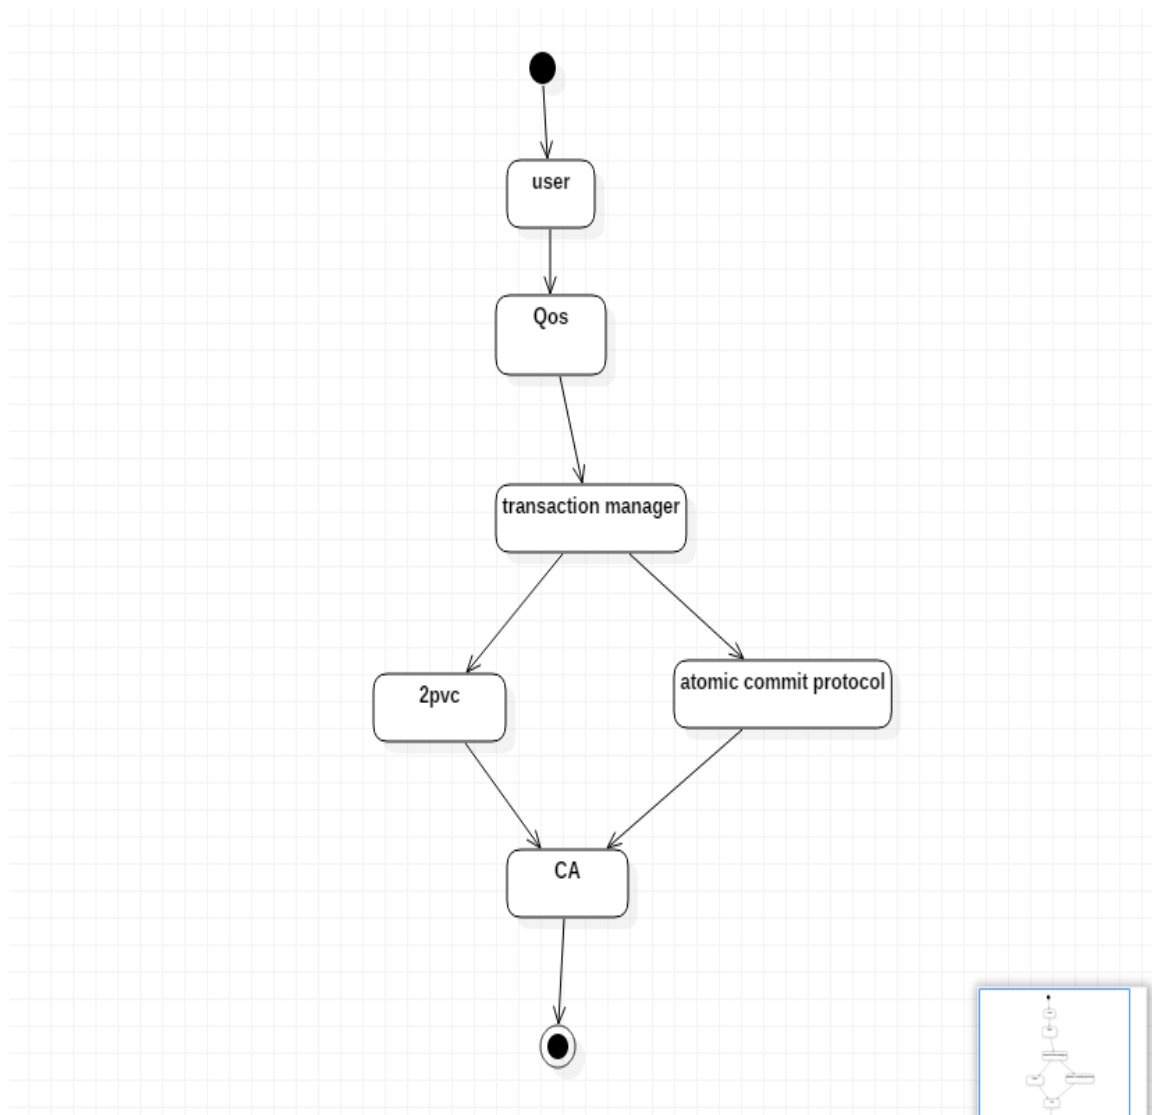 user
Qos
transaction manager
2pvc
atomic commit protocol
CA